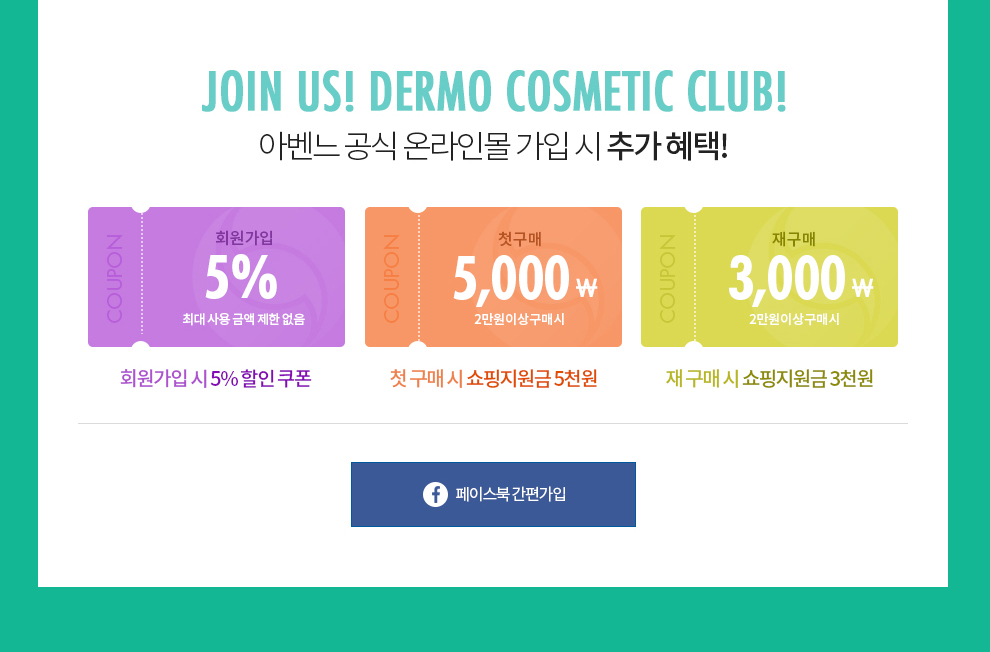 JOIN US! DERMO COSMETIC CLUB!
아벤느 공식 온라인몰 가입 시 추가 혜택!
COUPON
회원가입
5%
최대 사용 금액 제한 없음
회원가입 시 5% 할인 쿠폰
COUPON
첫구매
5,000 ₩
2만원이상구매시
첫 구매 시 쇼핑지원금 5천원
COUPON
재구매
3,000 ₩
2만원이상구매시
재 구매 시 쇼핑지원금 3천원
페이스북 간편가입